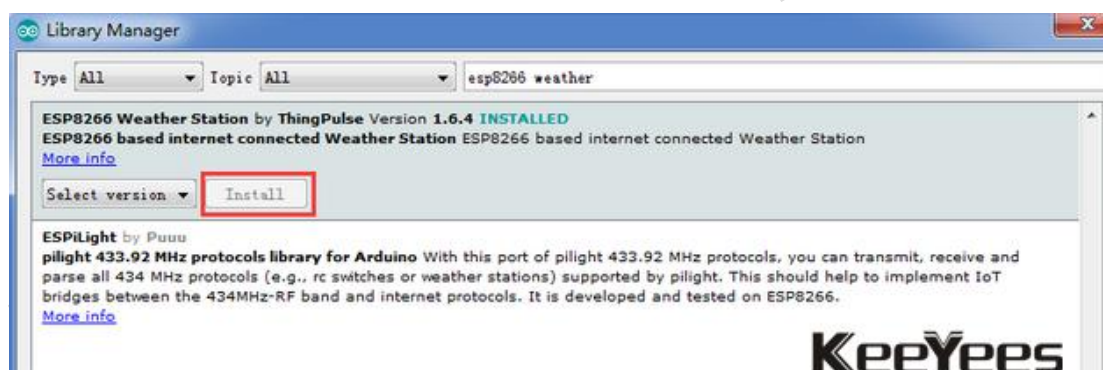 Library Manager
Type All Topic All esp8266 weather
ESP8266 Weather Station by ThingPulse Version 1.6.4 INSTALLED
ESP8266 based internet connected Weather Station ESP8266 based internet connected Weather Station
More info
Select version Install
ESPiLight by Puuu
pilight 433.92 MHz protocols library for Arduino With this port of pilight 433.92 MHz protocols, you can transmit, receive and
parse all 434 MHz protocols (e.g., rc switches or weather stations) supported by pilight. This should help to implement IoT
bridges between the 434MHz-RF band and internet protocols. It is developed and tested on ESP8266.
More info
KeeYees